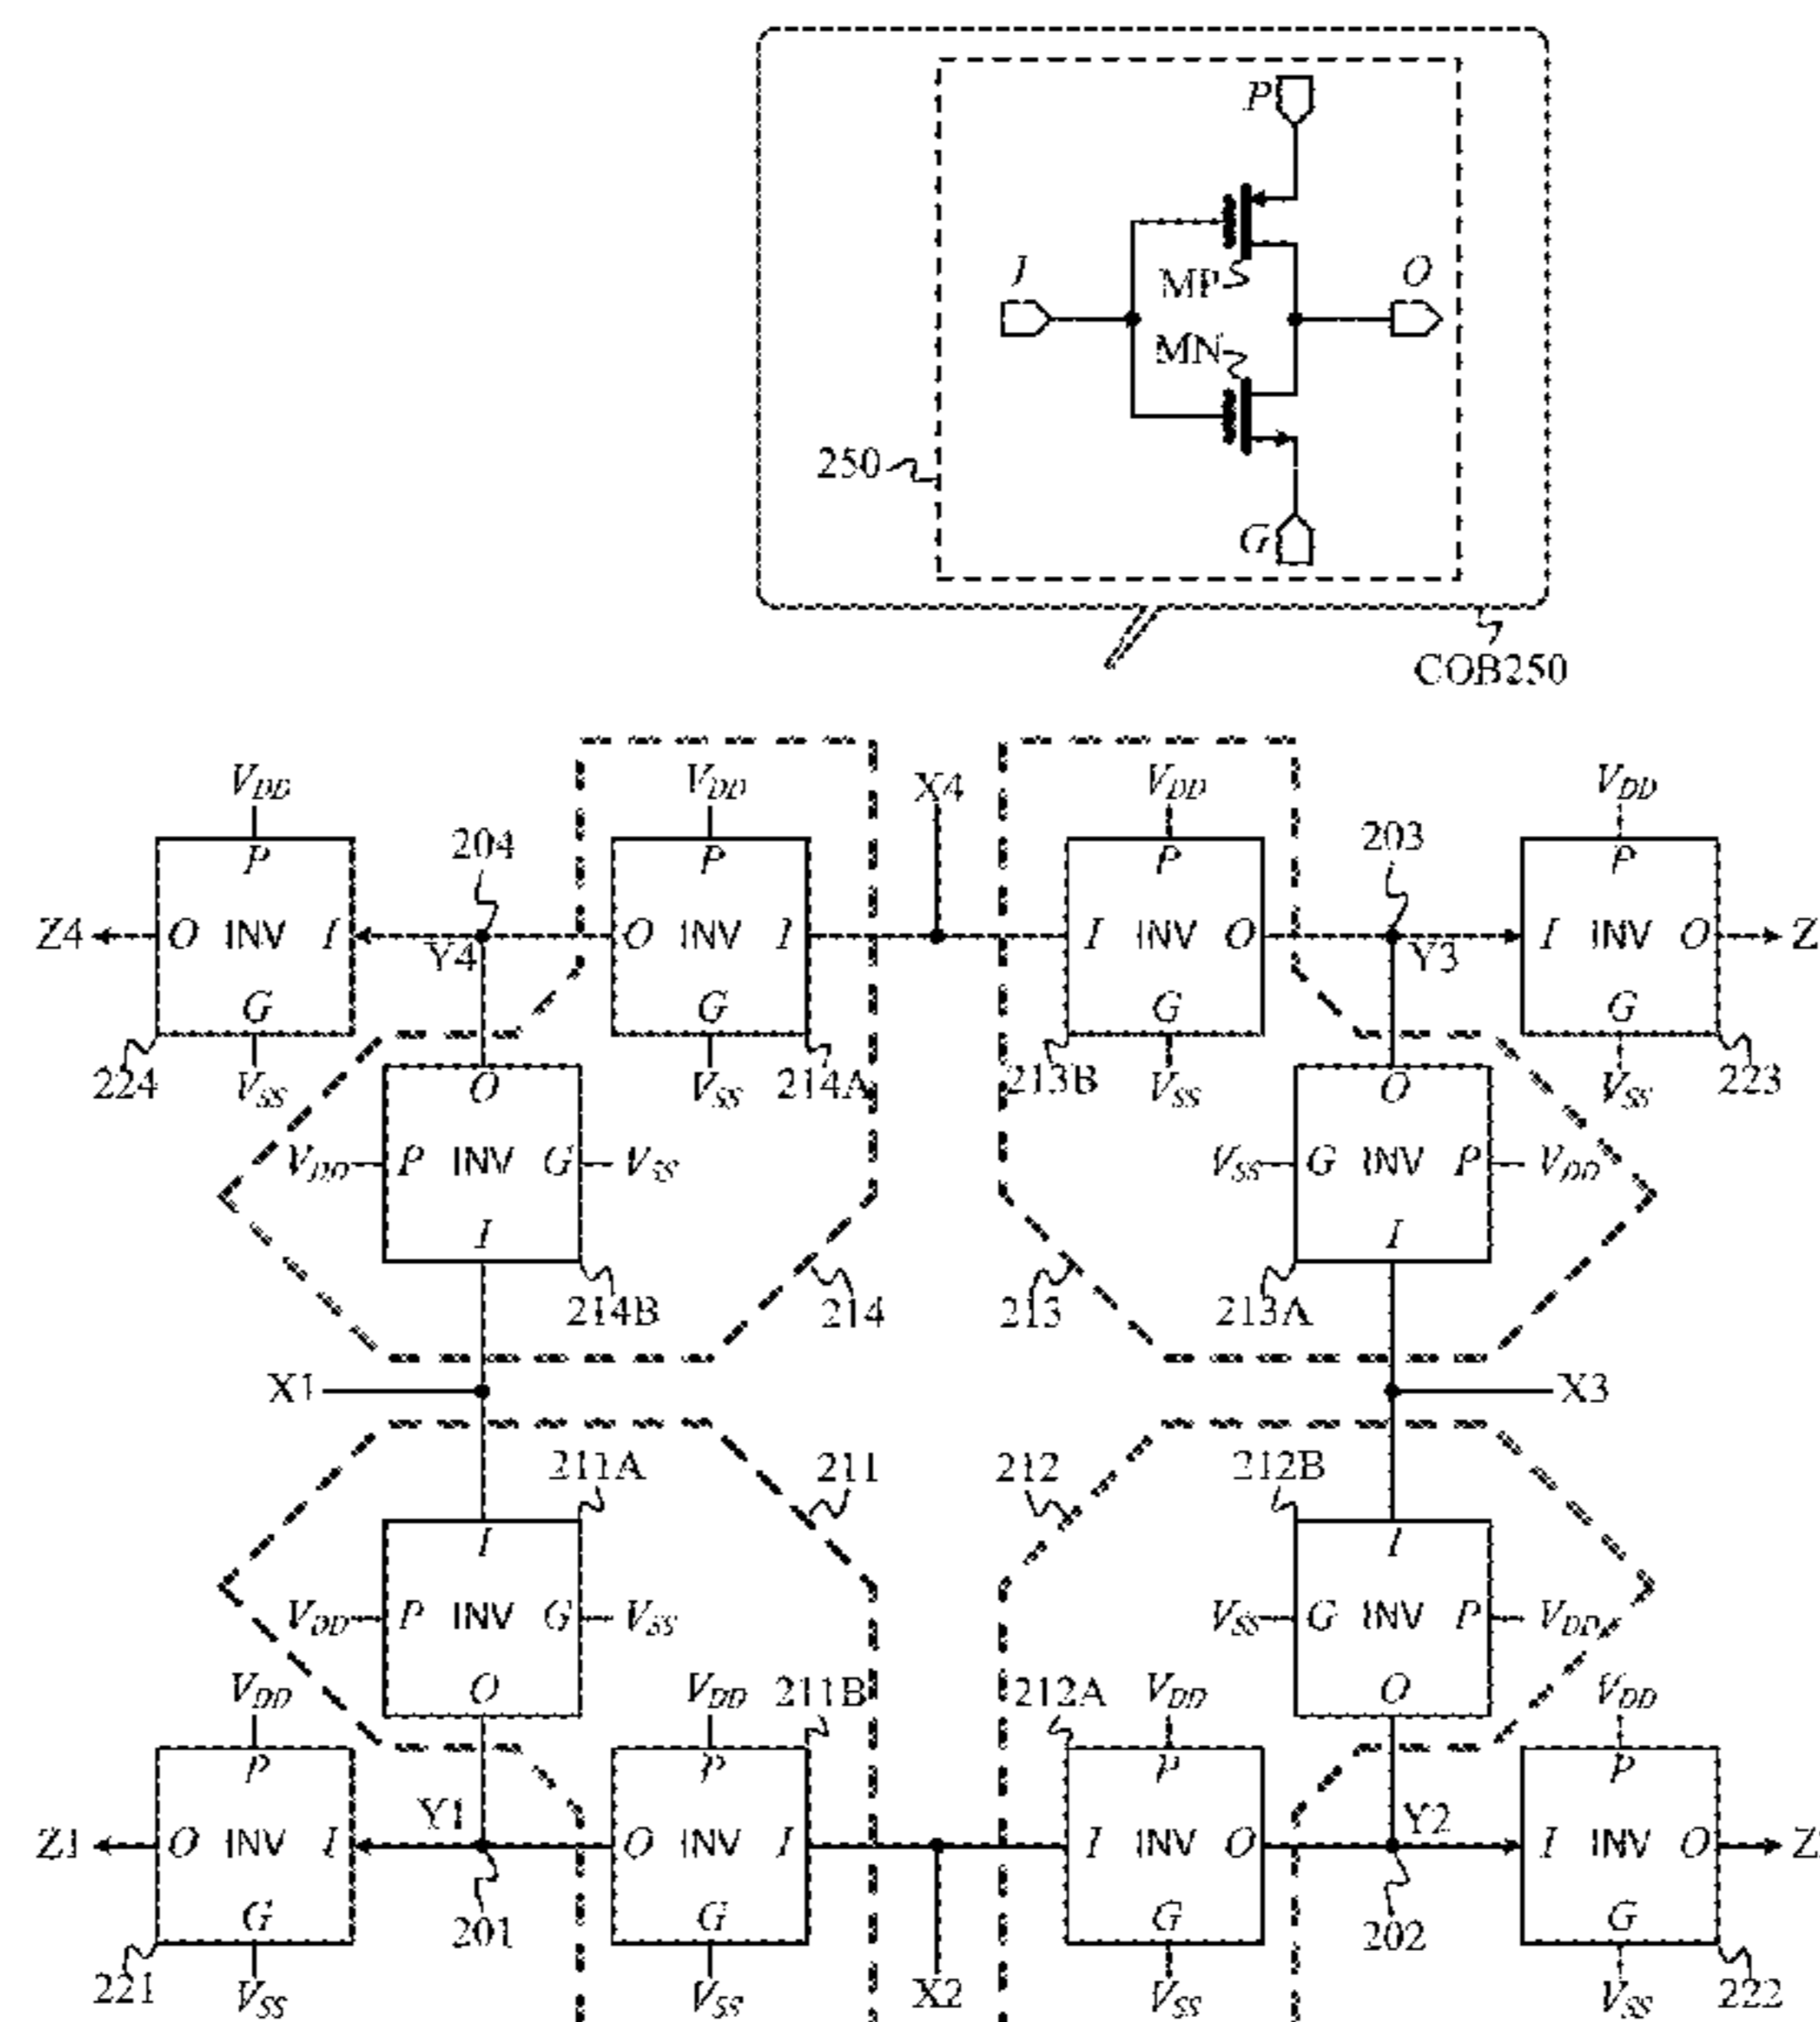 P
I
MP
O
MN
250
G
COB250
VDD VDD X4 VDD VDD
204 203
P P P P
Z4 O INV I O INV I I INV O I INV O Z
Y4 Y3
G G G G
224 VSS VSS 214A 213B VSS VSS 223
O O
VDD P INV G VSS VSS G INV P VDD
I I
214B 214 213 213A
X1 X3
211A 211 212 212B
I I
VDD P INV G VSS VSS G INV P VDD
O O
VDD VDD 211B 212A VDD VDD
P P P P
Y1 Y2
Z1 O INV I O INV I I INV O I INV O Z
G G G G
201 202
221 VSS VSS X2 VSS VSS 222